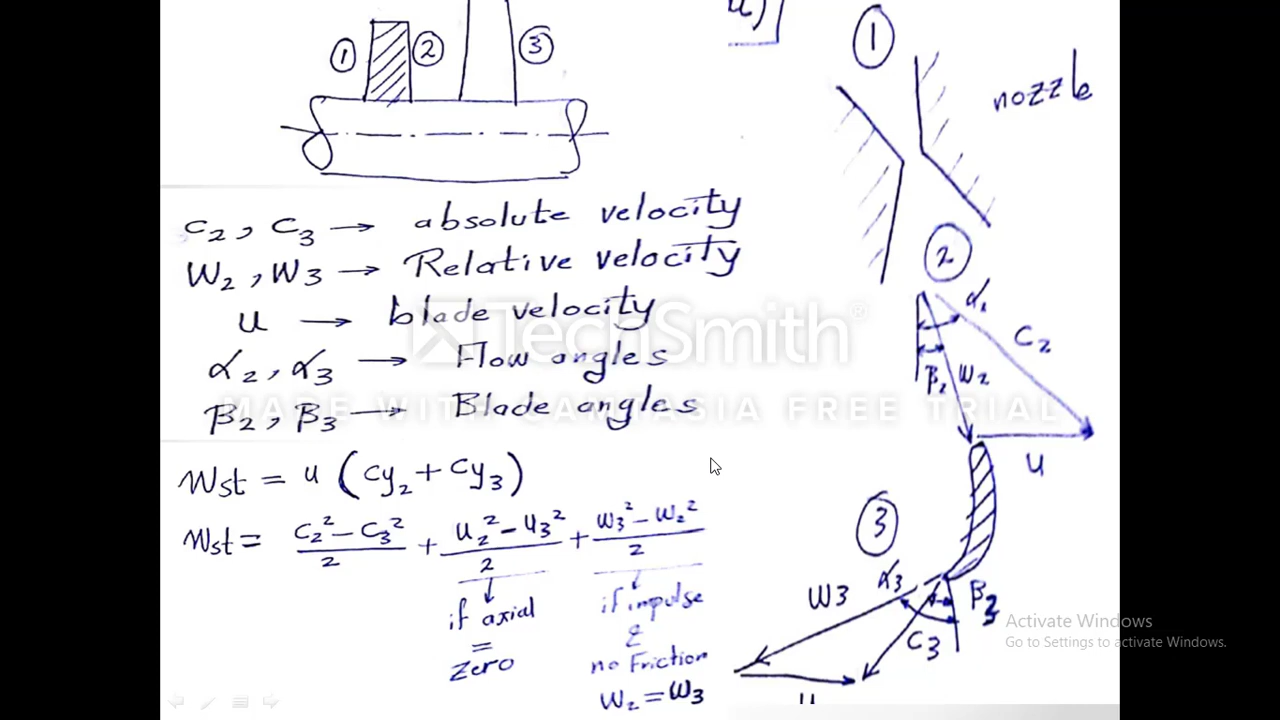 u)
① ② ③
①
nozzle
C2, C3 → absolute velocity
W2, W3 → Relative velocity
u → blade velocity
α2, α3 → Flow angles
β2, β3 → Blade angles
Wst = u (Cy2 + Cy3)
Wst = C2² - C3² / 2 + u2² - u3² / 2 + W3² - W2² / 2
if axial
=
zero
if impulse
&
no Friction
W2 = W3
②
α1
C2
β2 W2
u
③
W3 α3 β3
C3
u
TechSmith®
MADE WITH CAMTASIA FREE TRIAL
Activate Windows
Go to Settings to activate Windows.